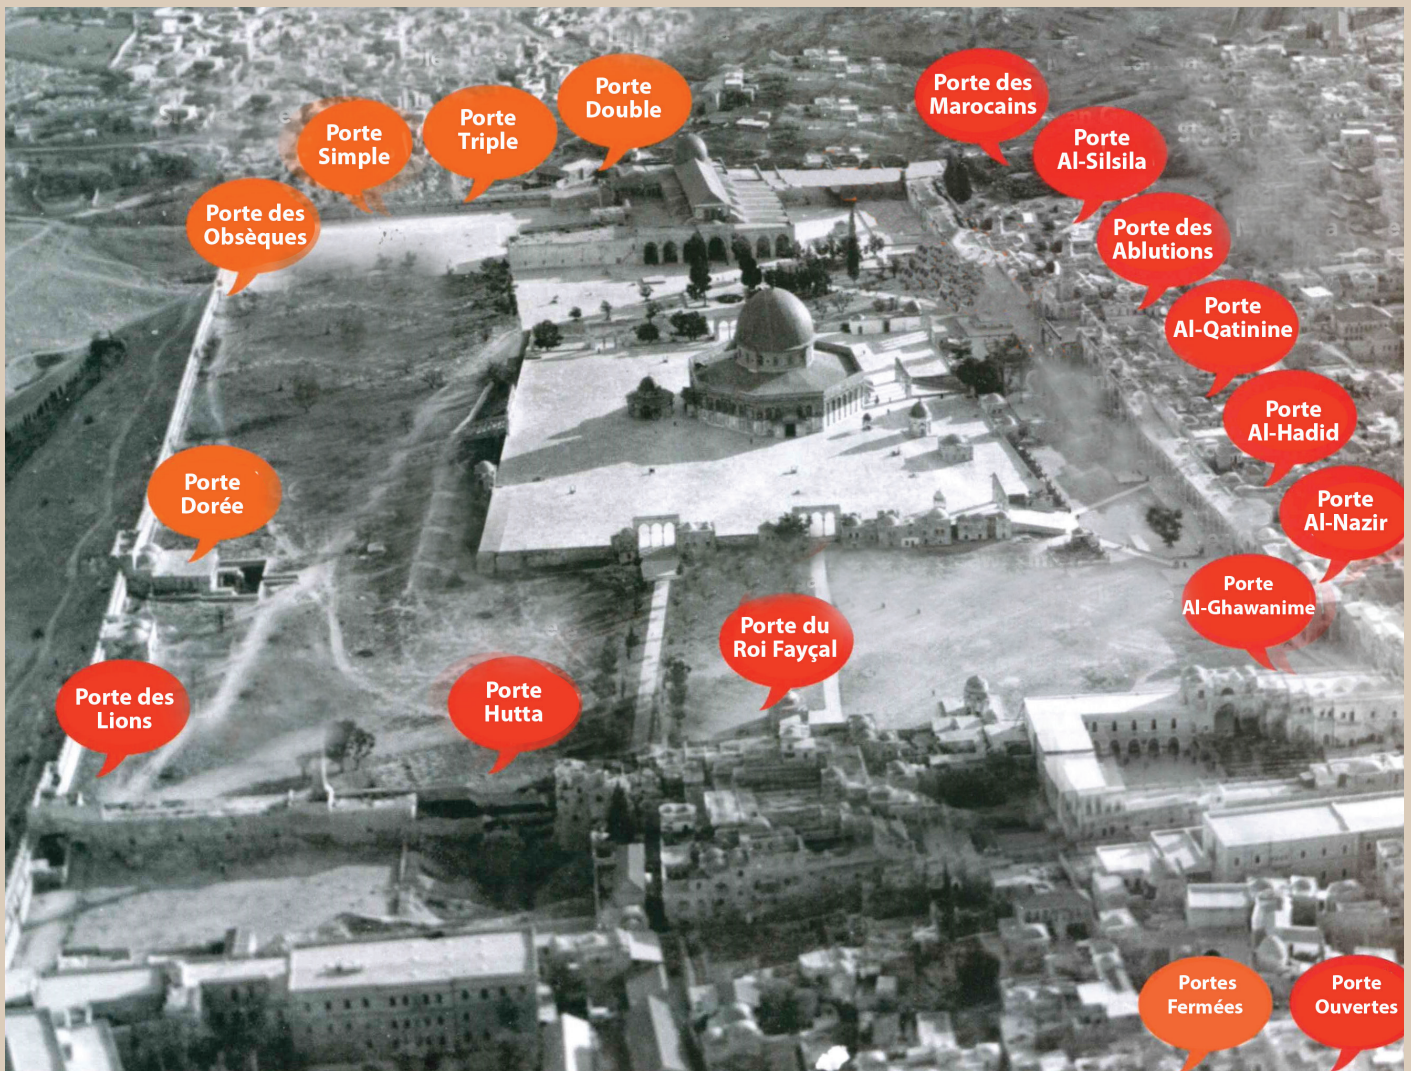 Porte
Double
Porte des
Marocains
Porte
Triple
Porte
Simple
Porte
Al-Silsila
Porte des
Obsèques
Porte des
Ablutions
Porte
Al-Qatinine
Porte
Al-Hadid
Porte
Dorée
Porte
Al-Nazir
Porte
Al-Ghawanime
Porte du
Roi Fayçal
Porte des
Lions
Porte
Hutta
Portes
Fermées
Porte
Ouvertes